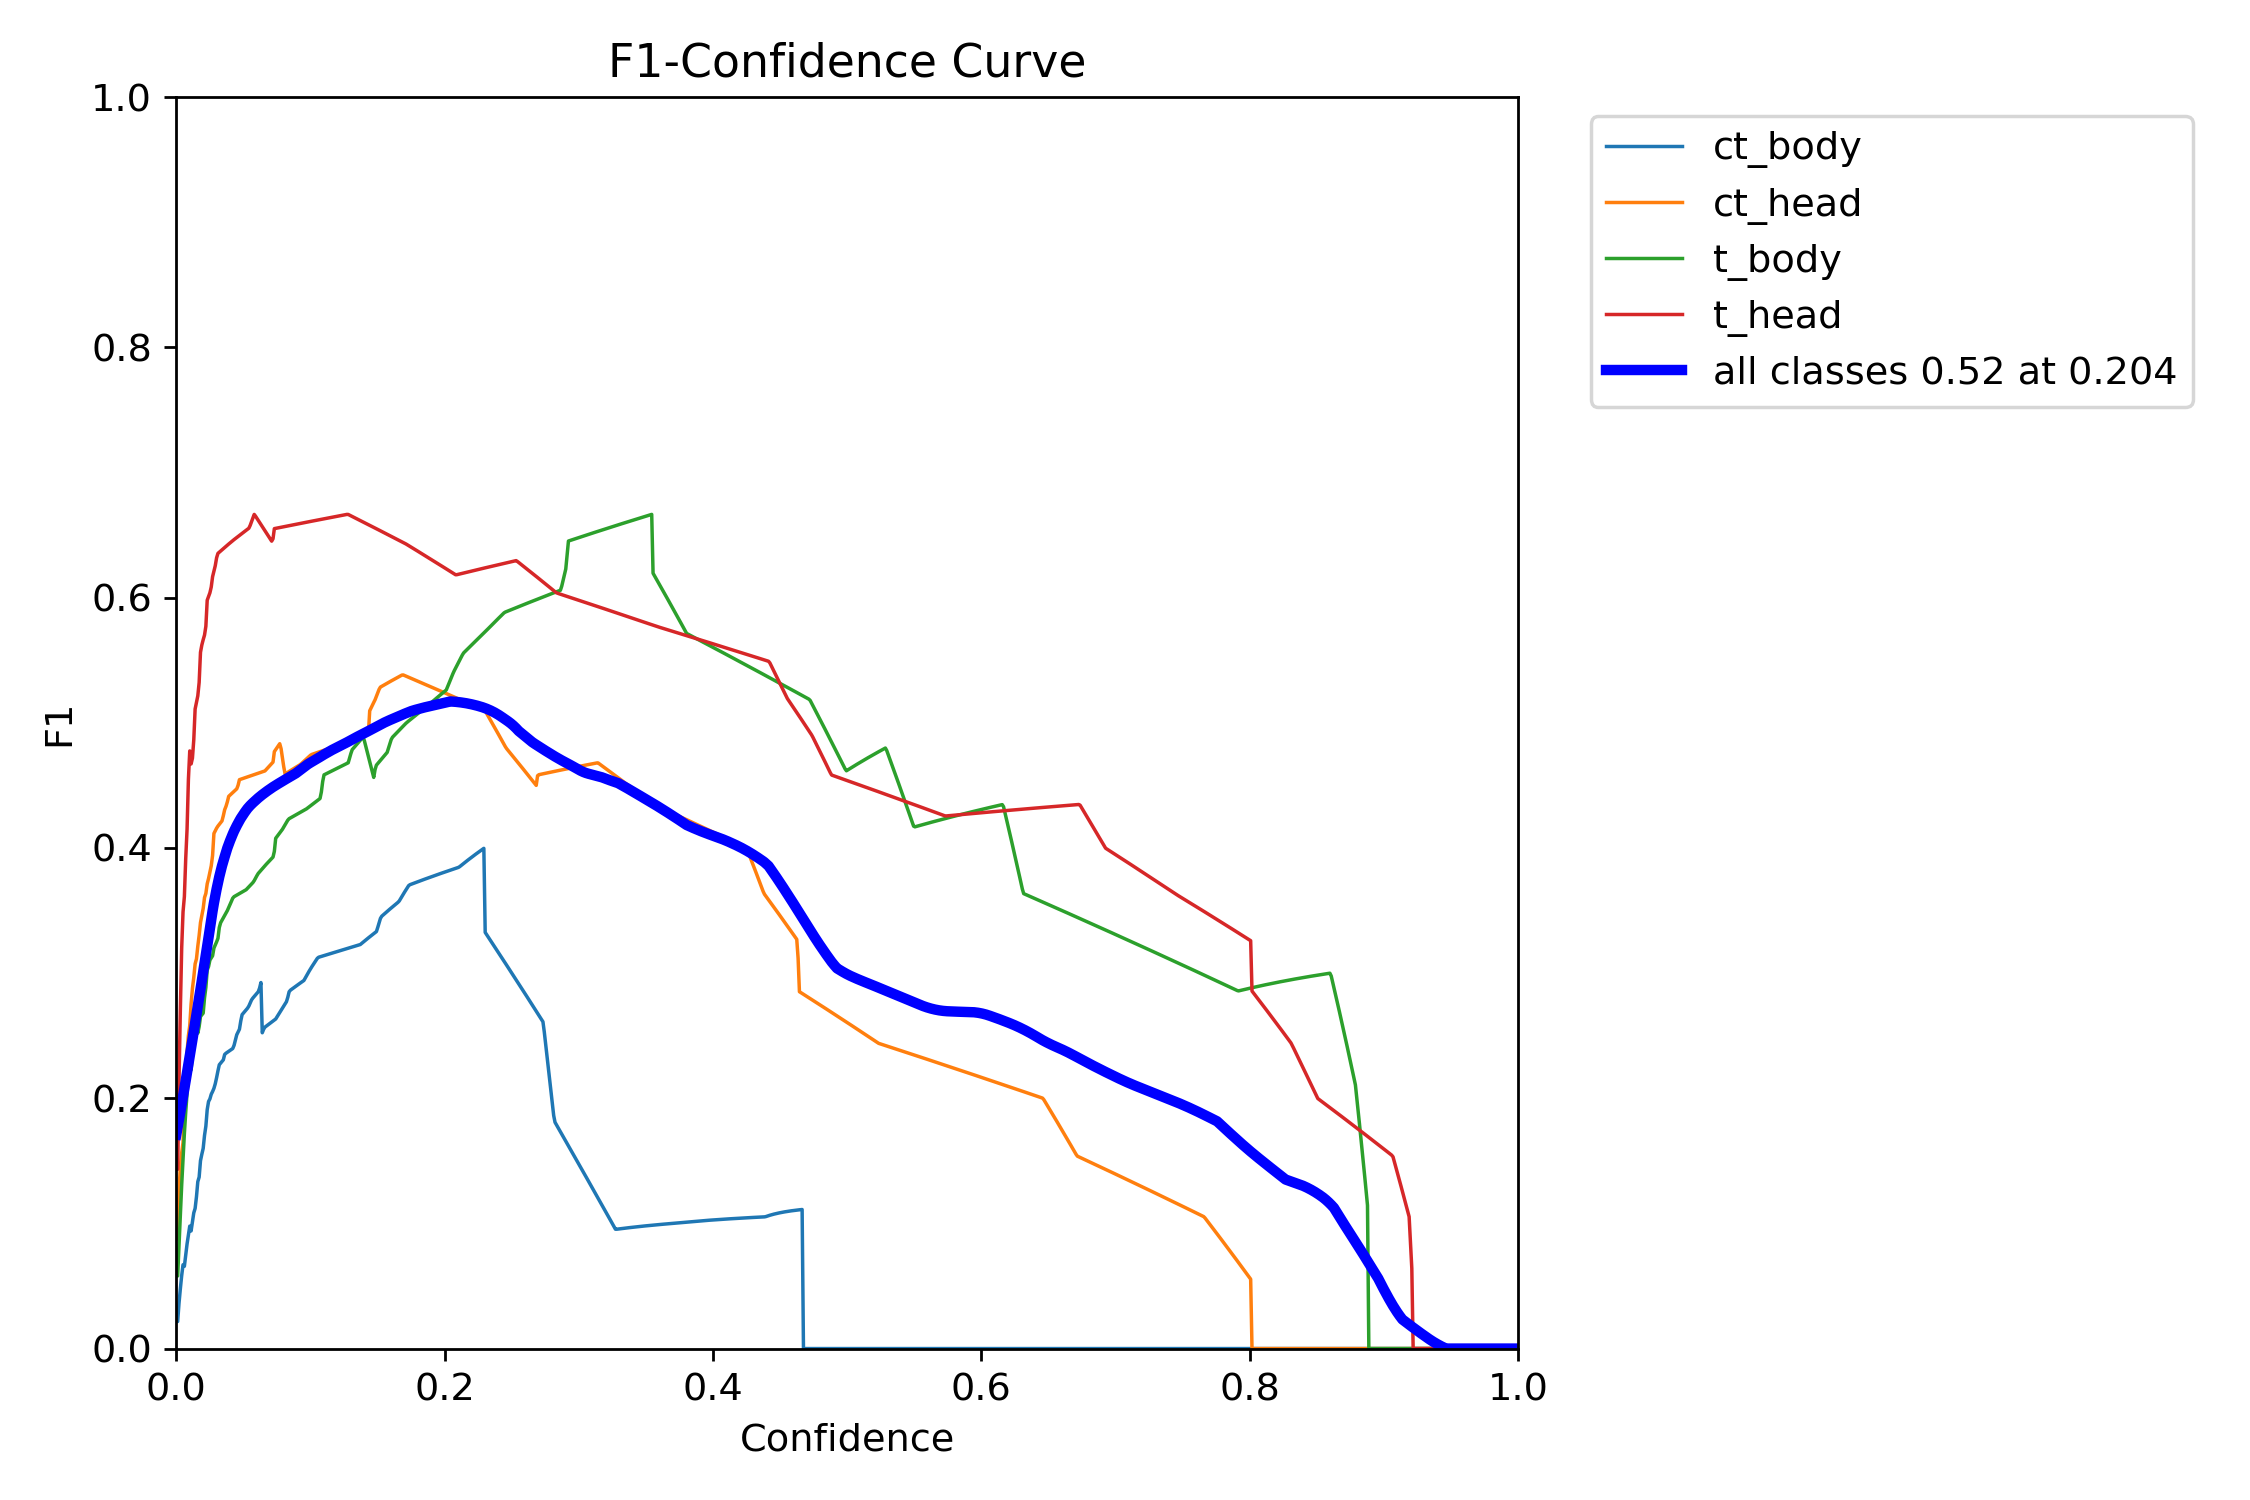 F1-Confidence Curve
1.0
0.8
0.6
0.4
0.2
0.0
F1
0.0 0.2 0.4 0.6 0.8 1.0
Confidence
ct_body
ct_head
t_body
t_head
all classes 0.52 at 0.204